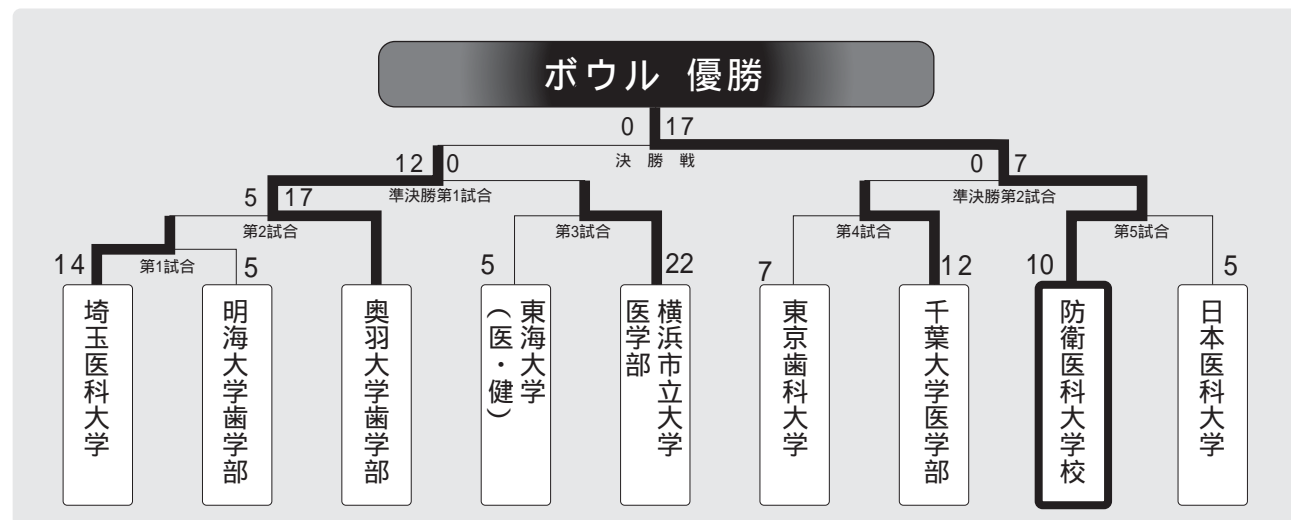 ボウル 優勝
0 17
決勝戦
12 0
準決勝第1試合
0 7
準決勝第2試合
5 17
第2試合
第3試合
第4試合
第5試合
14
第1試合
5
5
22
7
12
10
5
埼玉医科大学
明海大学歯学部
奥羽大学歯学部
東海大学
(医・健)
横浜市立大学
医学部
東京歯科大学
千葉大学医学部
防衛医科大学校
日本医科大学